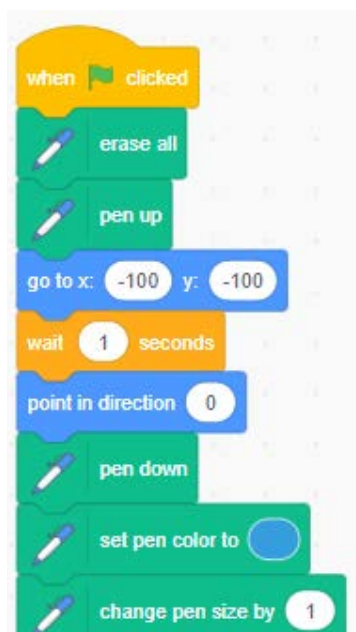 when clicked
erase all
pen up
go to x: -100 y: -100
wait 1 seconds
point in direction 0
pen down
set pen color to
change pen size by 1